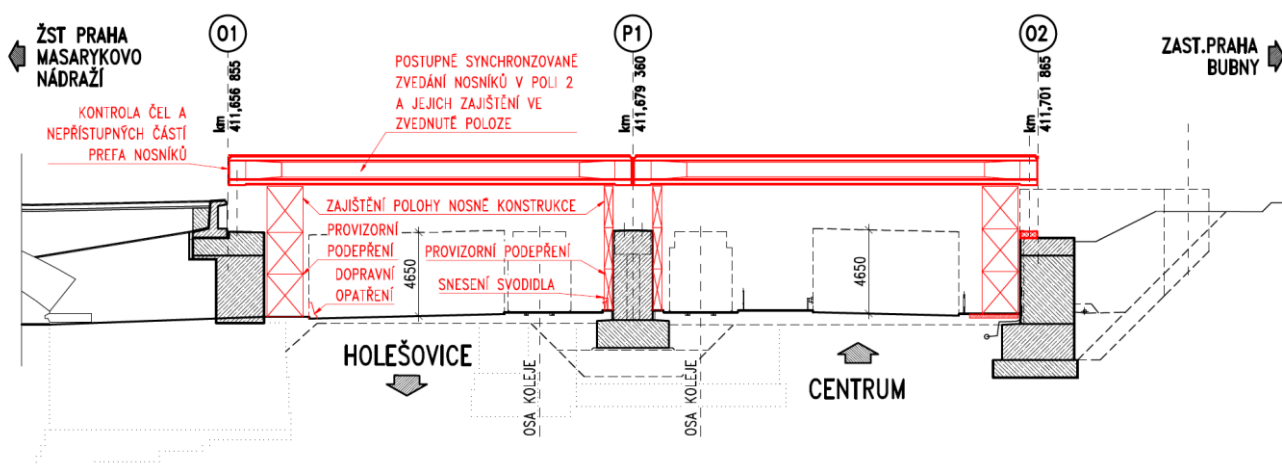 ŽST PRAHA
MASARYKOVO
NÁDRAŽÍ
O1
km
411,656 855
P1
km
411,679 360
O2
km
411,701 865
ZAST.PRAHA
BUBNY
POSTUPNÉ SYNCHRONZOVANÉ
ZVEDÁNÍ NOSNÍKŮ V POLI 2
A JEJICH ZAJIŠTĚNÍ VE
ZVEDNUTÉ POLOZE
KONTROLA ČEL A
NEPŘÍSTUPNÝCH ČÁSTÍ
PREFA NOSNÍKŮ
ZAJIŠTĚNÍ POLOHY NOSNÉ KONSTRUKCE
PROVIZORNÍ
PODEPŘENÍ
DOPRAVNÍ
OPATŘENÍ
4650
PROVIZORNÍ PODEPŘENÍ
SNESENÍ SVODIDLA
4650
HOLEŠOVICE
OSA KOLEJE
OSA KOLEJE
CENTRUM